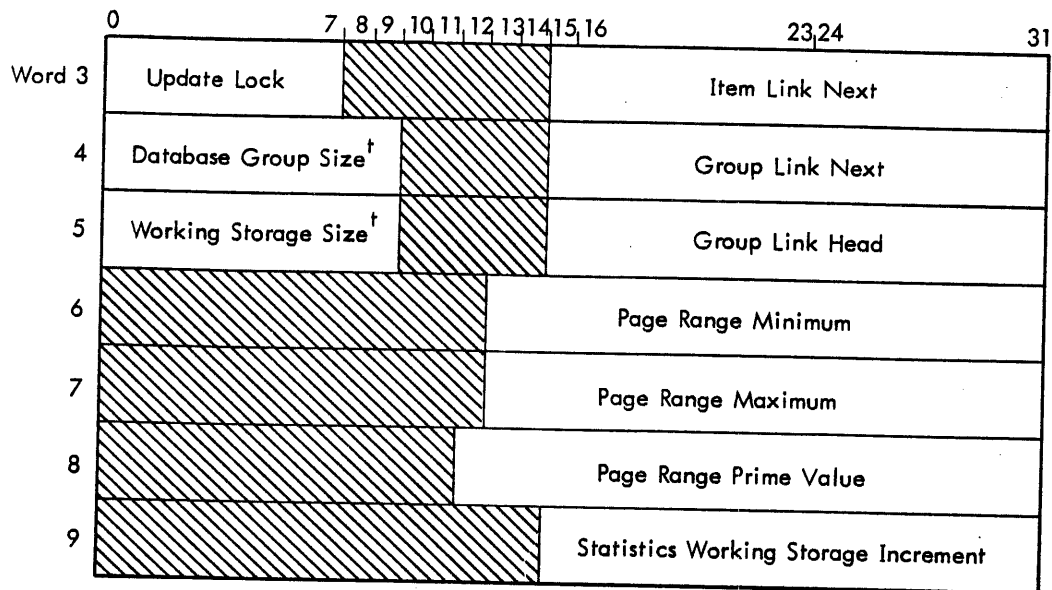 0 7 8 9 10 11 12 13 14 15 16 23 24 31
Word 3 Update Lock Item Link Next
4 Database Group Size† Group Link Next
5 Working Storage Size† Group Link Head
6 Page Range Minimum
7 Page Range Maximum
8 Page Range Prime Value
9 Statistics Working Storage Increment